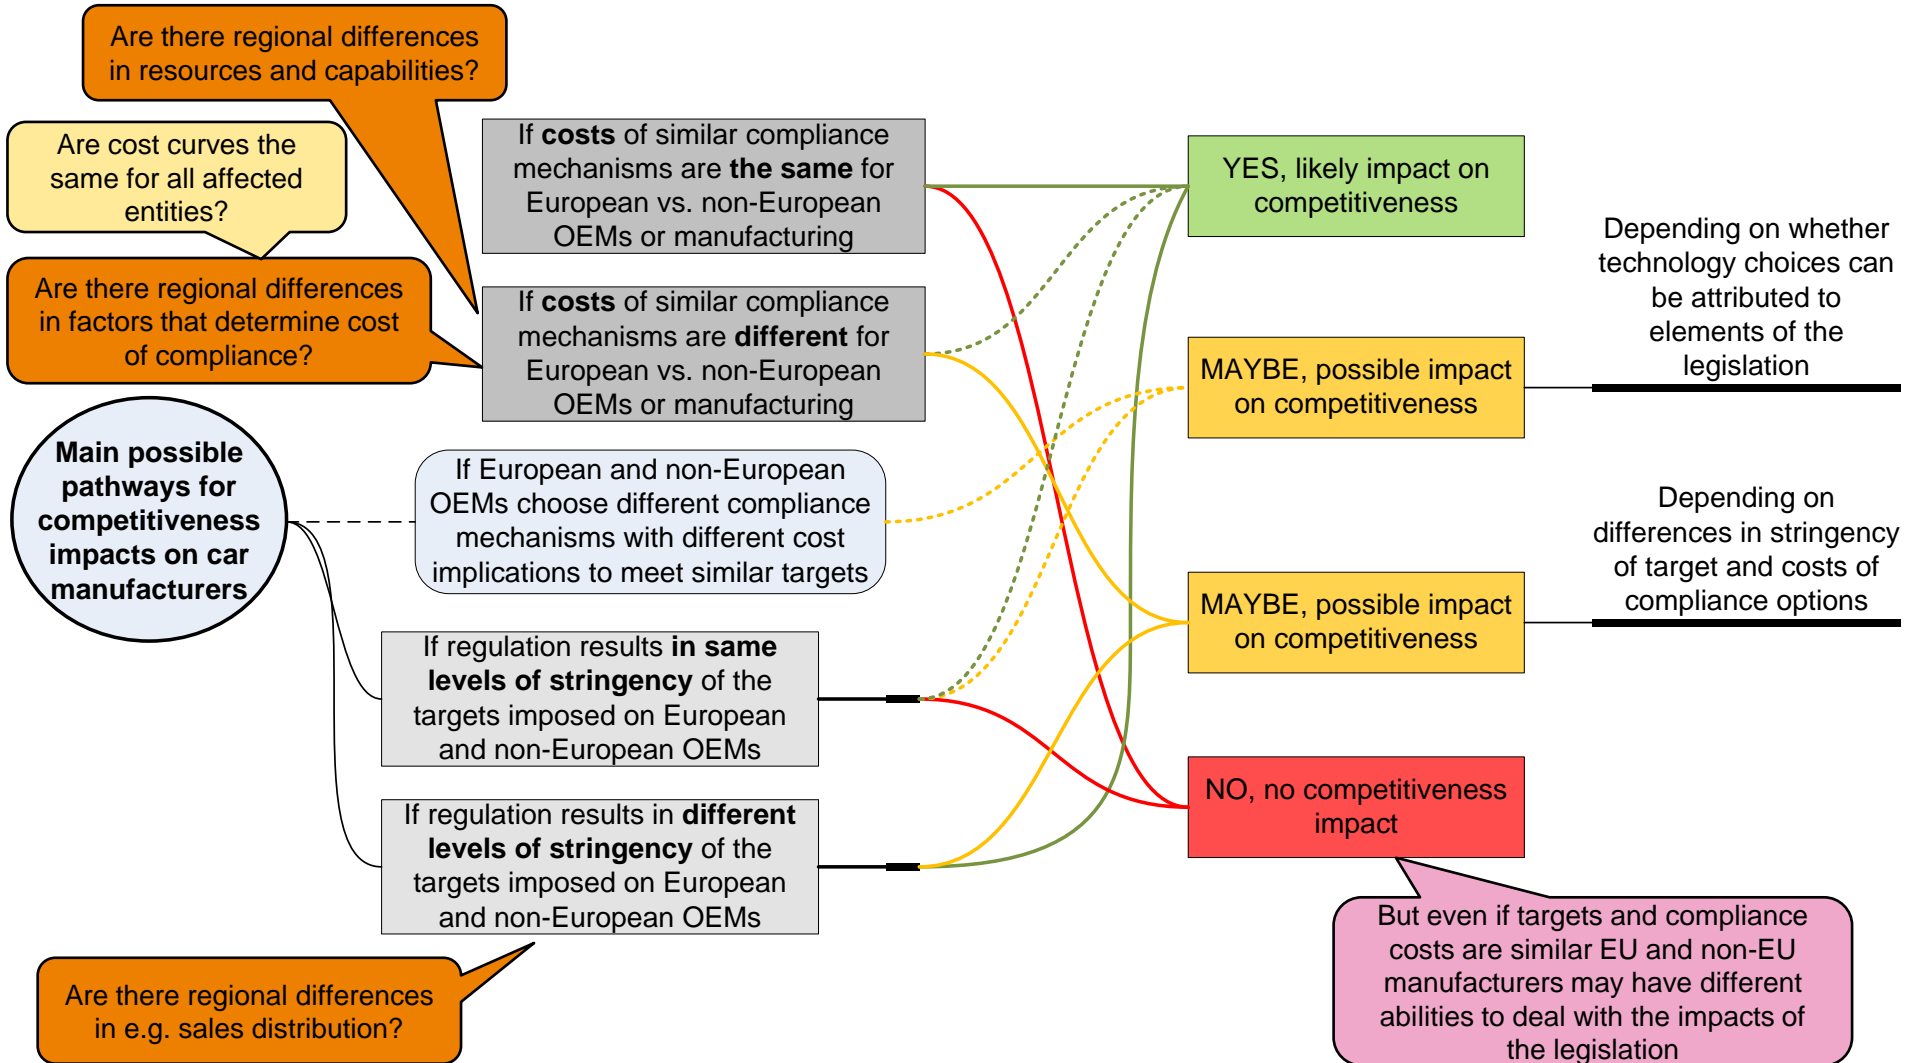 Are there regional differences
in resources and capabilities?
Are cost curves the
same for all affected
entities?
Are there regional differences
in factors that determine cost
of compliance?
Main possible
pathways for
competitiveness
impacts on car
manufacturers
If costs of similar compliance
mechanisms are the same for
European vs. non-European
OEMs or manufacturing
If costs of similar compliance
mechanisms are different for
European vs. non-European
OEMs or manufacturing
If European and non-European
OEMs choose different compliance
mechanisms with different cost
implications to meet similar targets
If regulation results in same
levels of stringency of the
targets imposed on European
and non-European OEMs
If regulation results in different
levels of stringency of the
targets imposed on European
and non-European OEMs
Are there regional differences
in e.g. sales distribution?
YES, likely impact on
competitiveness
MAYBE, possible impact
on competitiveness
Depending on whether
technology choices can
be attributed to
elements of the
legislation
MAYBE, possible impact
on competitiveness
Depending on
differences in stringency
of target and costs of
compliance options
NO, no competitiveness
impact
But even if targets and compliance
costs are similar EU and non-EU
manufacturers may have different
abilities to deal with the impacts of
the legislation